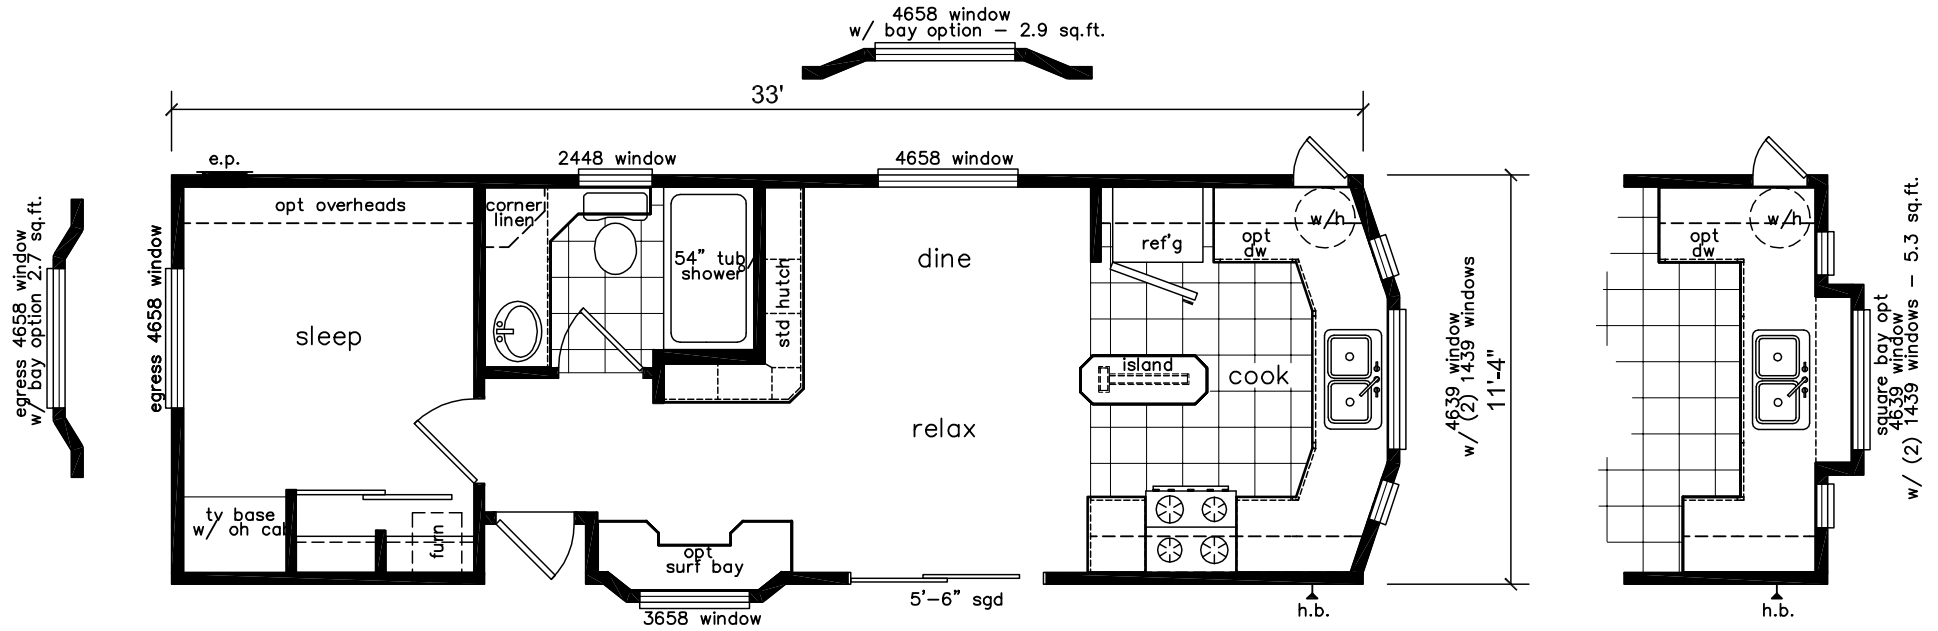 4658 window
w/ bay option – 2.9 sq.ft.
33'
e.p.
2448 window
4658 window
egress 4658 window
w/ bay option 2.7 sq.ft.
egress 4658 window
opt overheads
corner
linen
54" tub/
shower
std hutch
dine
ref'g
opt
dw
w/h
sleep
island
cook
relax
4639 window
w/ (2) 1439 windows
11'-4"
tv base
w/ oh cab
furn
opt
surf bay
3658 window
5'-6" sgd
h.b.
w/h
opt
dw
square bay opt
4639 window
w/ (2) 1439 windows – 5.3 sq.ft.
h.b.